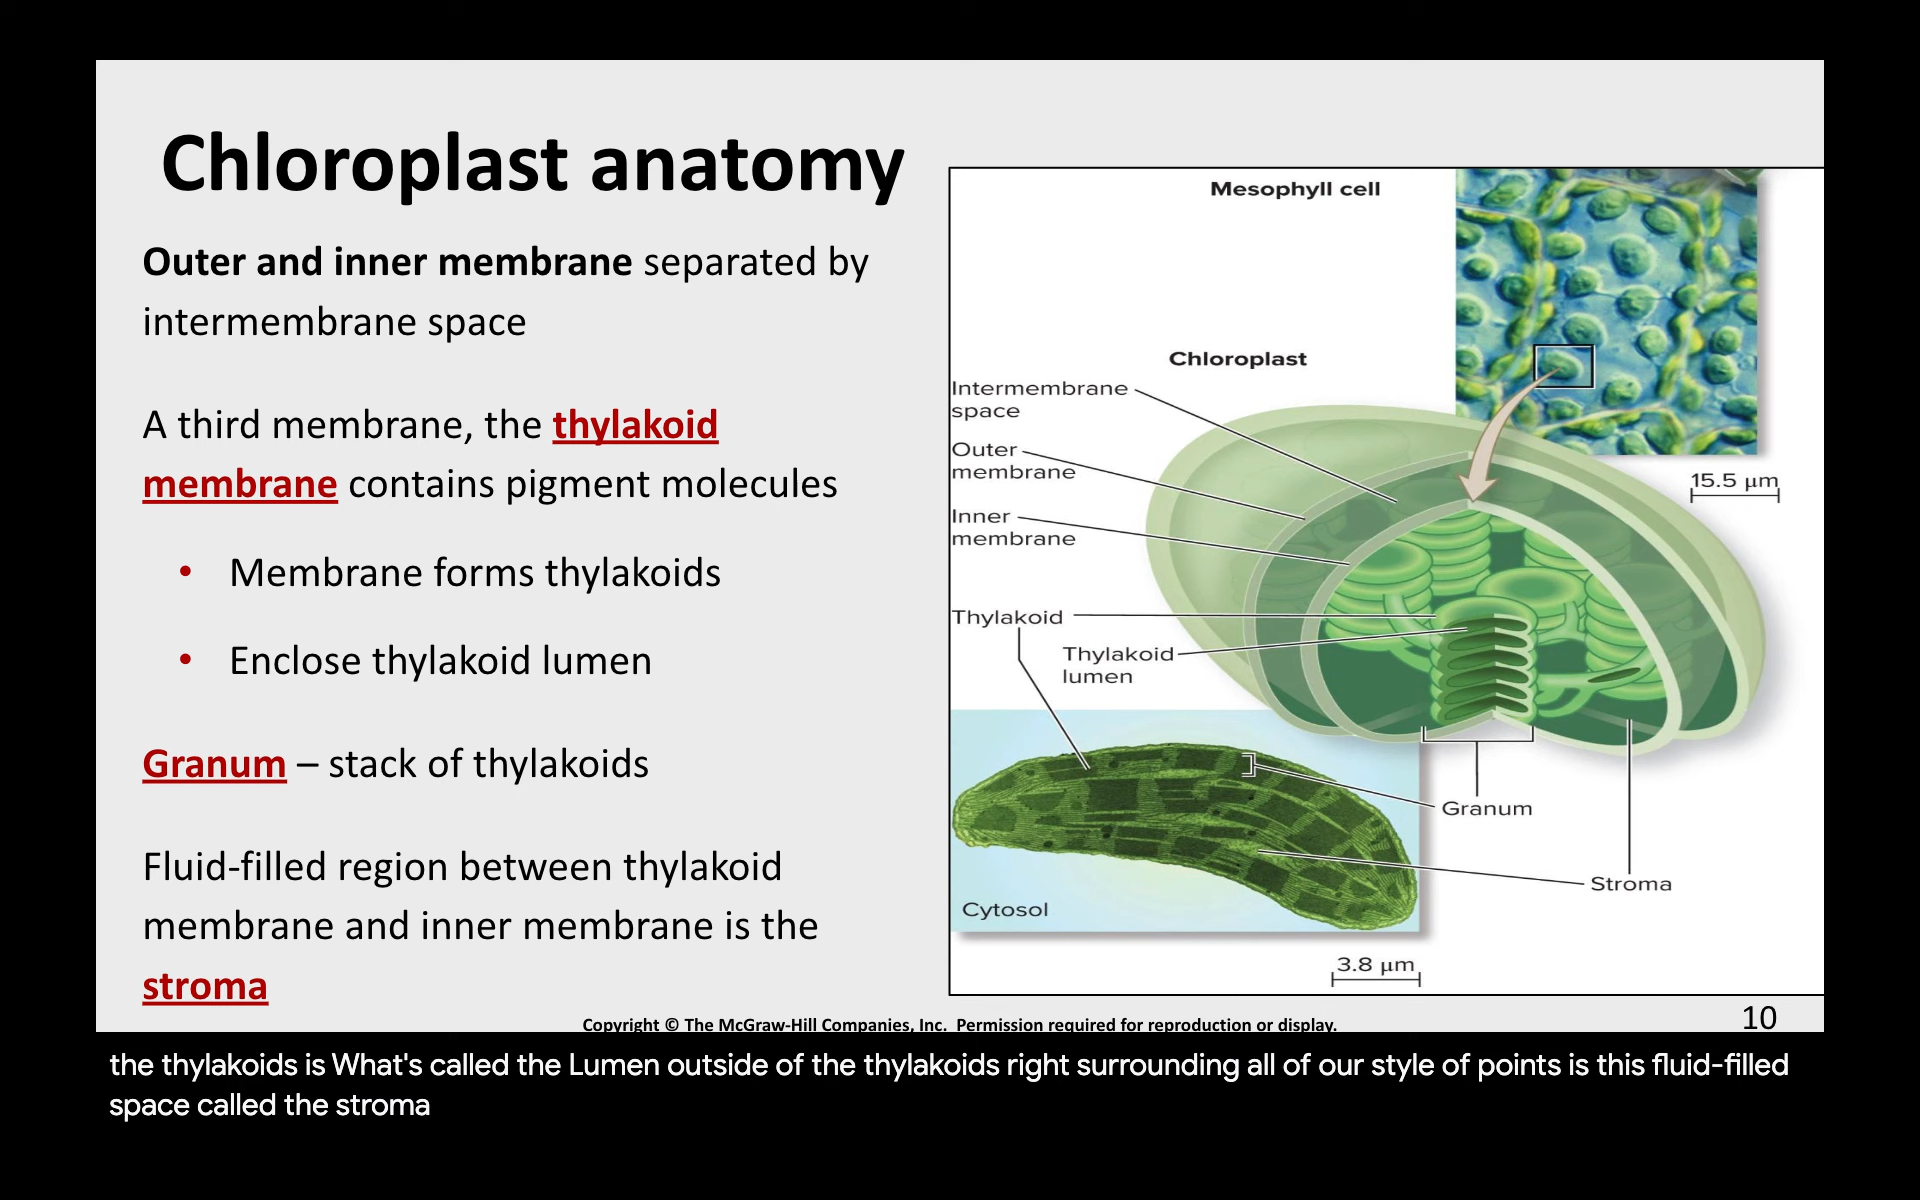 Chloroplast anatomy
Outer and inner membrane separated by
intermembrane space
A third membrane, the thylakoid
membrane contains pigment molecules
• Membrane forms thylakoids
• Enclose thylakoid lumen
Granum – stack of thylakoids
Fluid-filled region between thylakoid
membrane and inner membrane is the
stroma
Mesophyll cell
Chloroplast
Intermembrane
space
Outer
membrane
Inner
membrane
Thylakoid
Thylakoid
lumen
15.5 μm
Granum
Stroma
Cytosol
3.8 μm
Copyright © The McGraw-Hill Companies, Inc. Permission required for reproduction or display.
10
the thylakoids is What's called the Lumen outside of the thylakoids right surrounding all of our style of points is this fluid-filled
space called the stroma